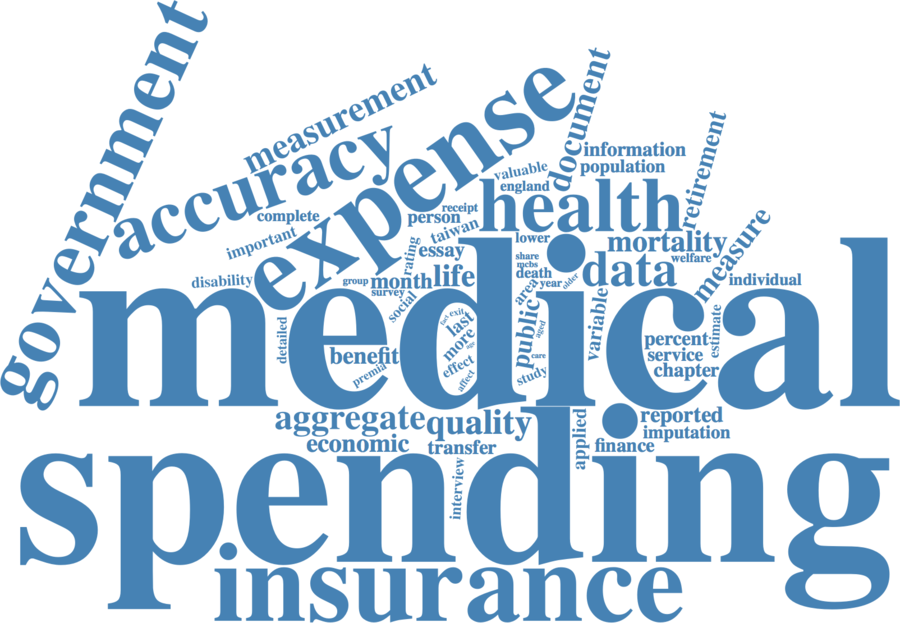 government
measurement
accuracy
expense
document
information
population
retirement
valuable
england
complete
important
receipt
person
health
taiwan
rating
essay
lower
mortality
welfare
measure
disability
group
month
life
survey
social
share
mcbs
death
year
older
data
area
individual
medical
detailed
benefit
premia
fact
exit
last
more
age
effect
affect
public
aged
care
study
variable
percent
service
chapter
estimate
aggregate
quality
reported
economic
transfer
applied
finance
imputation
interview
spending
insurance